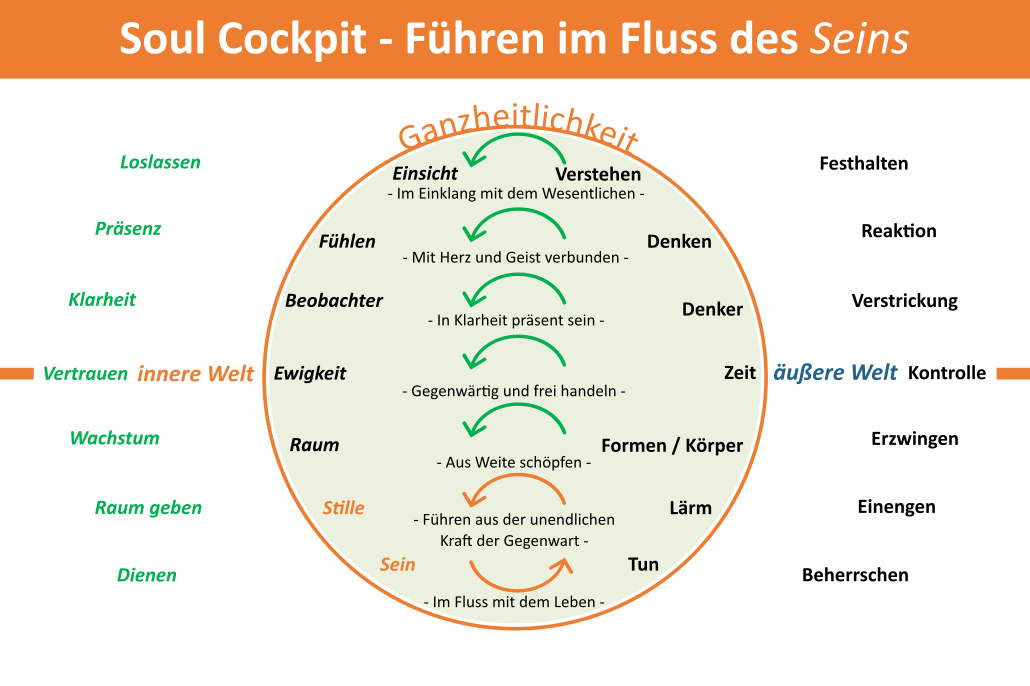 Soul Cockpit - Führen im Fluss des Seins
Ganzheitlichkeit
Loslassen
Einsicht
Verstehen
Festhalten
- Im Einklang mit dem Wesentlichen -
Präsenz
Fühlen
Denken
Reaktion
- Mit Herz und Geist verbunden -
Klarheit
Beobachter
Denker
Verstrickung
- In Klarheit präsent sein -
Vertrauen innere Welt Ewigkeit
Zeit äußere Welt Kontrolle
- Gegenwärtig und frei handeln -
Wachstum
Raum
Formen / Körper
Erzwingen
- Aus Weite schöpfen -
Raum geben
Stille
Lärm
Einengen
- Führen aus der unendlichen
Kraft der Gegenwart -
Dienen
Sein
Tun
Beherrschen
- Im Fluss mit dem Leben -